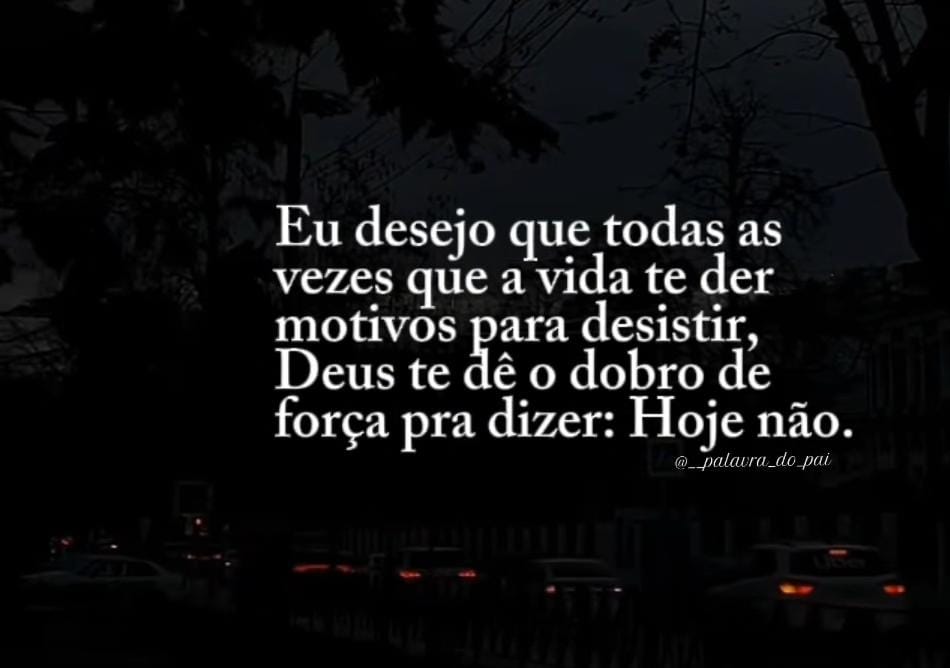 Eu desejo que todas as
vezes que a vida te der
motivos para desistir,
Deus te dê o dobro de
força pra dizer: Hoje não.
@__palavra_do_pai